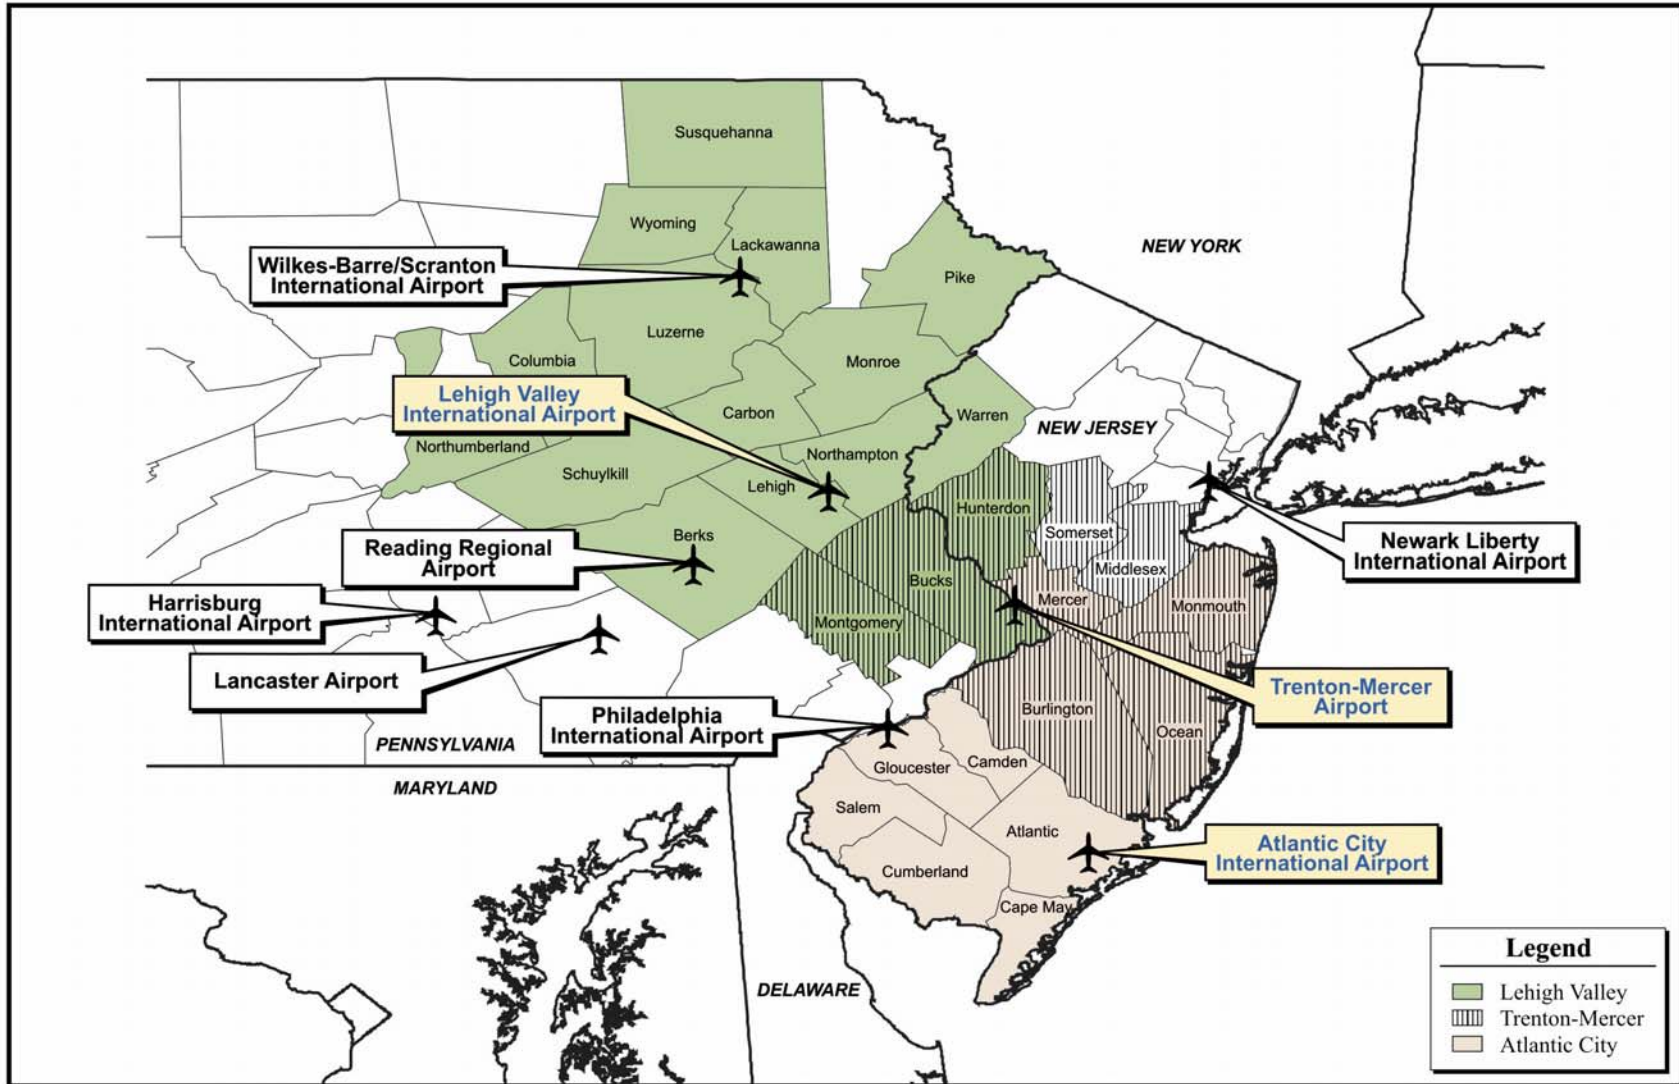 Susquehanna
Wyoming
Lackawanna
NEW YORK
Wilkes-Barre/Scranton
International Airport
Pike
Luzerne
Columbia
Monroe
Lehigh Valley
International Airport
Carbon
Warren
NEW JERSEY
Northumberland
Northampton
Schuylkill
Lehigh
Hunterdon
Somerset
Berks
Reading Regional
Airport
Newark Liberty
International Airport
Middlesex
Bucks
Harrisburg
International Airport
Mercer
Monmouth
Montgomery
Lancaster Airport
Trenton-Mercer
Airport
Philadelphia
International Airport
Burlington
Ocean
PENNSYLVANIA
Gloucester
Camden
MARYLAND
Salem
Atlantic
Atlantic City
International Airport
Cumberland
Cape May
DELAWARE
Legend
Lehigh Valley
Trenton-Mercer
Atlantic City